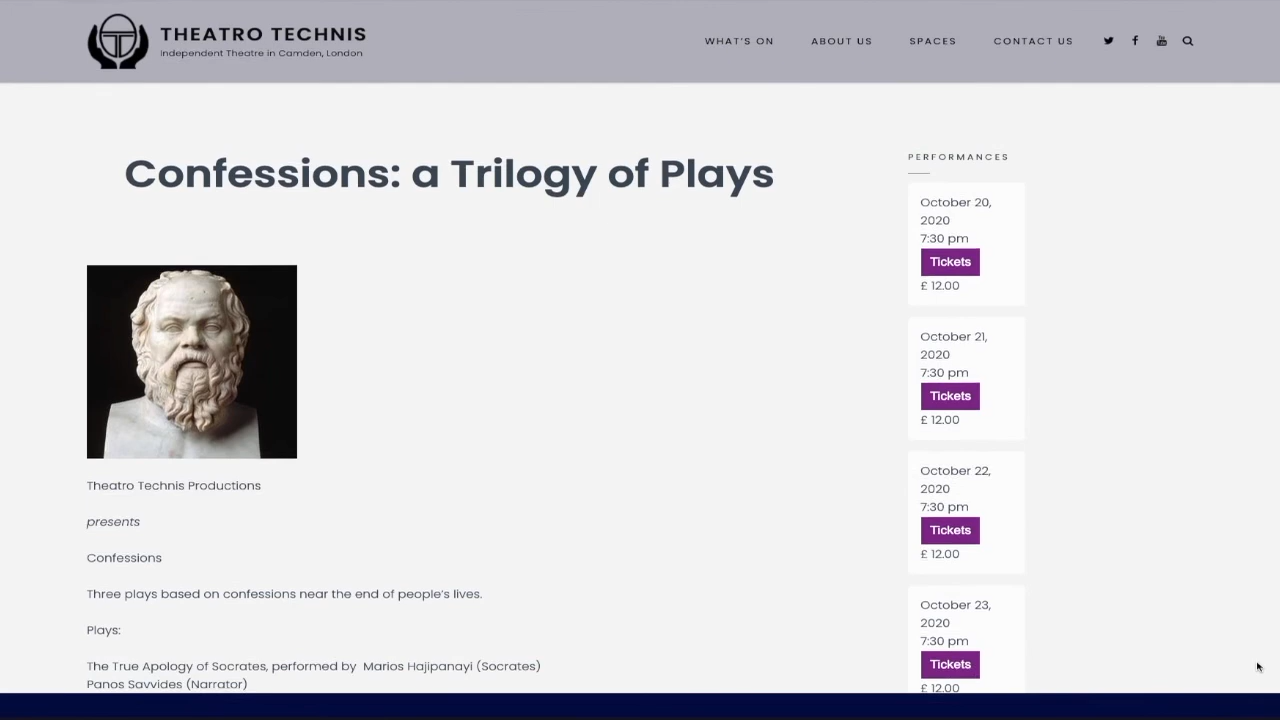 THEATRO TECHNIS
Independent Theatre in Camden, London
WHAT'S ON
ABOUT US
SPACES
CONTACT US
Confessions: a Trilogy of Plays
Theatro Technis Productions
presents
Confessions
Three plays based on confessions near the end of people's lives.
Plays:
The True Apology of Socrates, performed by Marios Hajipanayi (Socrates)
Panos Savvides (Narrator)
PERFORMANCES
October 20,
2020
7:30 pm
Tickets
£ 12.00
October 21,
2020
7:30 pm
Tickets
£ 12.00
October 22,
2020
7:30 pm
Tickets
£ 12.00
October 23,
2020
7:30 pm
Tickets
£ 12.00